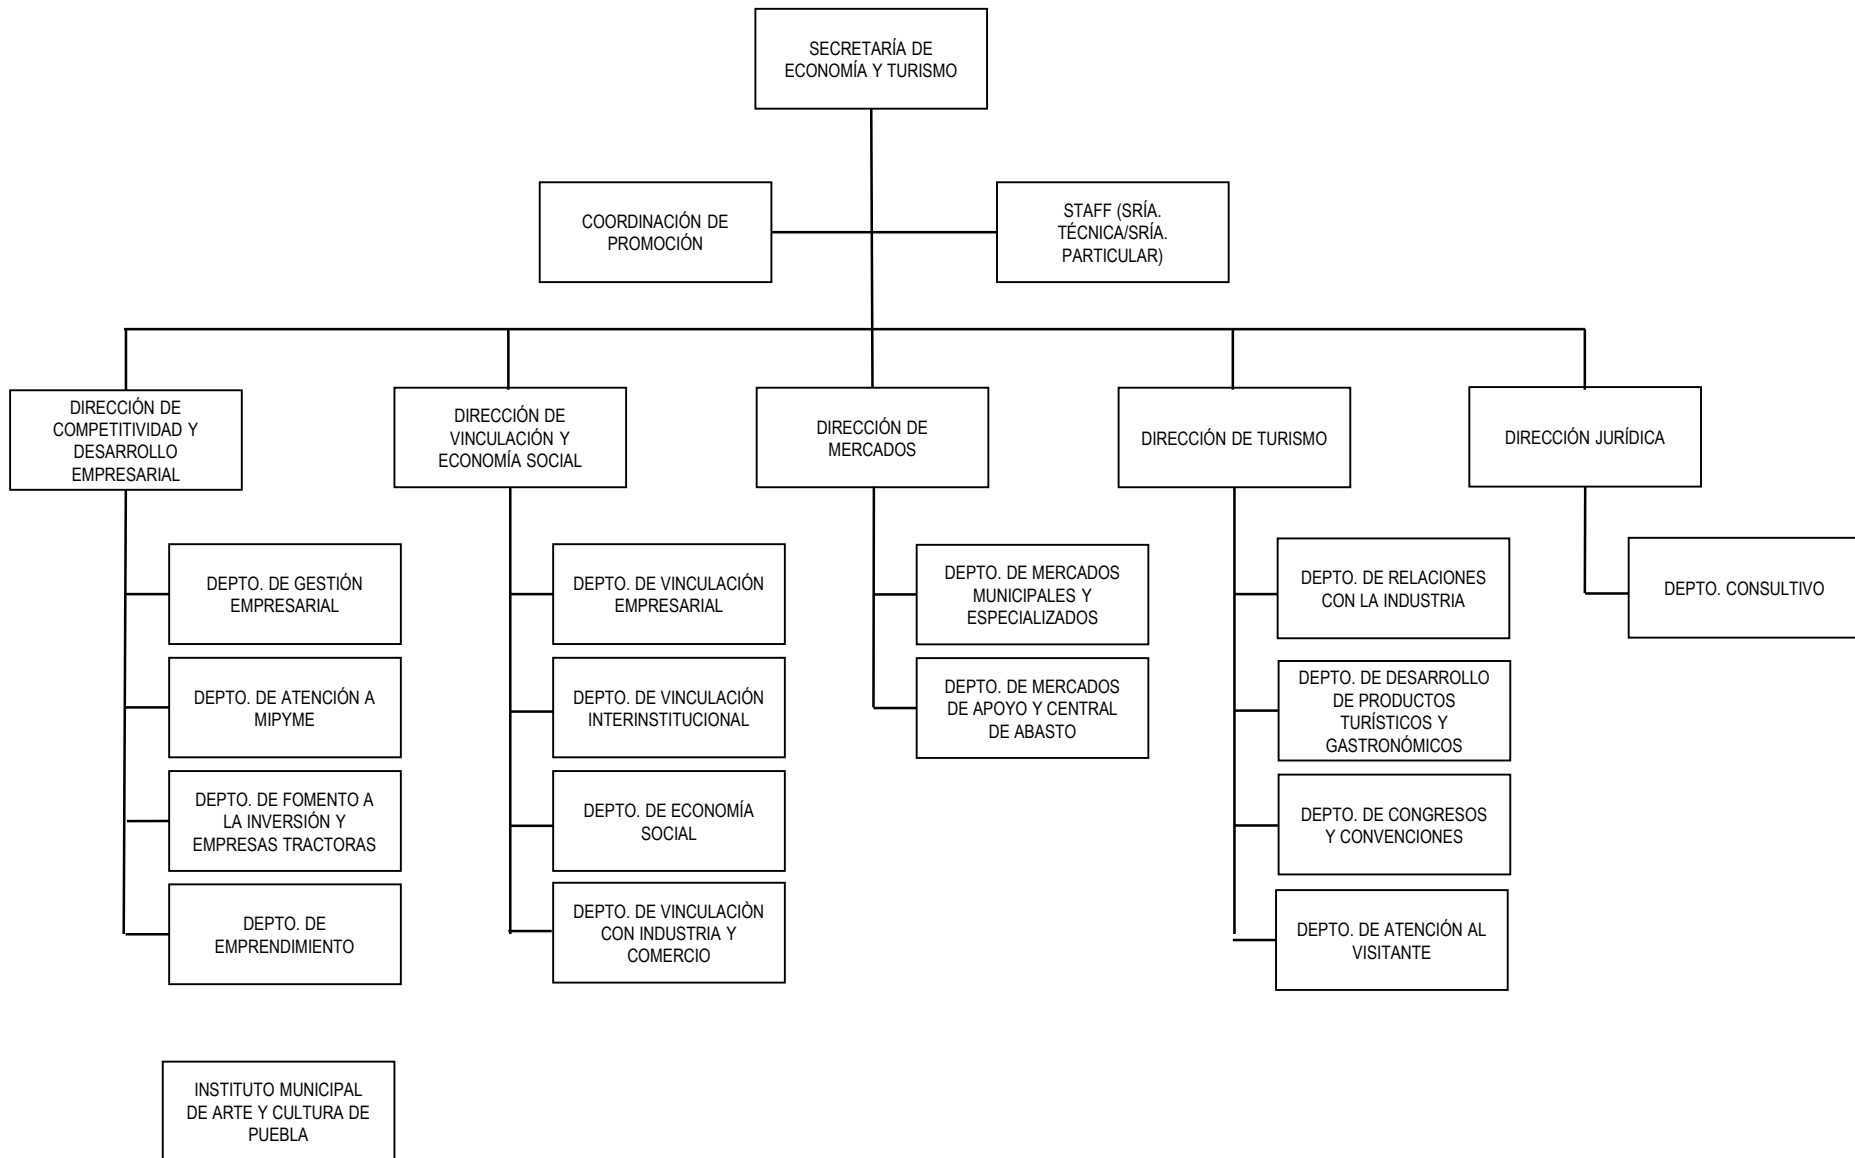 SECRETARÍA DE
ECONOMÍA Y TURISMO
COORDINACIÓN DE
PROMOCIÓN
STAFF (SRÍA.
TÉCNICA/SRÍA.
PARTICULAR)
DIRECCIÓN DE
COMPETITIVIDAD Y
DESARROLLO
EMPRESARIAL
DIRECCIÓN DE
VINCULACIÓN Y
ECONOMÍA SOCIAL
DIRECCIÓN DE
MERCADOS
DIRECCIÓN DE TURISMO
DIRECCIÓN JURÍDICA
DEPTO. DE GESTIÓN
EMPRESARIAL
DEPTO. DE ATENCIÓN A
MIPYME
DEPTO. DE FOMENTO A
LA INVERSIÓN Y
EMPRESAS TRACTORAS
DEPTO. DE
EMPRENDIMIENTO
DEPTO. DE VINCULACIÓN
EMPRESARIAL
DEPTO. DE VINCULACIÓN
INTERINSTITUCIONAL
DEPTO. DE ECONOMÍA
SOCIAL
DEPTO. DE VINCULACIÒN
CON INDUSTRIA Y
COMERCIO
DEPTO. DE MERCADOS
MUNICIPALES Y
ESPECIALIZADOS
DEPTO. DE MERCADOS
DE APOYO Y CENTRAL
DE ABASTO
DEPTO. DE RELACIONES
CON LA INDUSTRIA
DEPTO. DE DESARROLLO
DE PRODUCTOS
TURÍSTICOS Y
GASTRONÓMICOS
DEPTO. DE CONGRESOS
Y CONVENCIONES
DEPTO. DE ATENCIÓN AL
VISITANTE
DEPTO. CONSULTIVO
INSTITUTO MUNICIPAL
DE ARTE Y CULTURA DE
PUEBLA